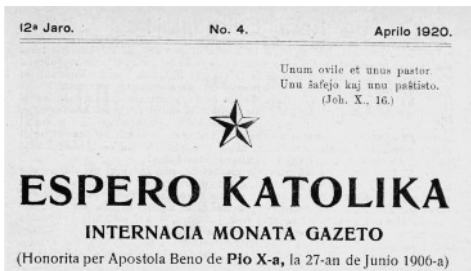 12ª Jaro. No. 4. Aprilo 1920.
Unum ovile et unus pastor.
Unu ŝafejo kaj unu paŝtisto.
(Joh. X., 16.)
ESPERO KATOLIKA
INTERNACIA MONATA GAZETO
(Honorita per Apostola Beno de Pio X-a, la 27-an de Junio 1906-a)